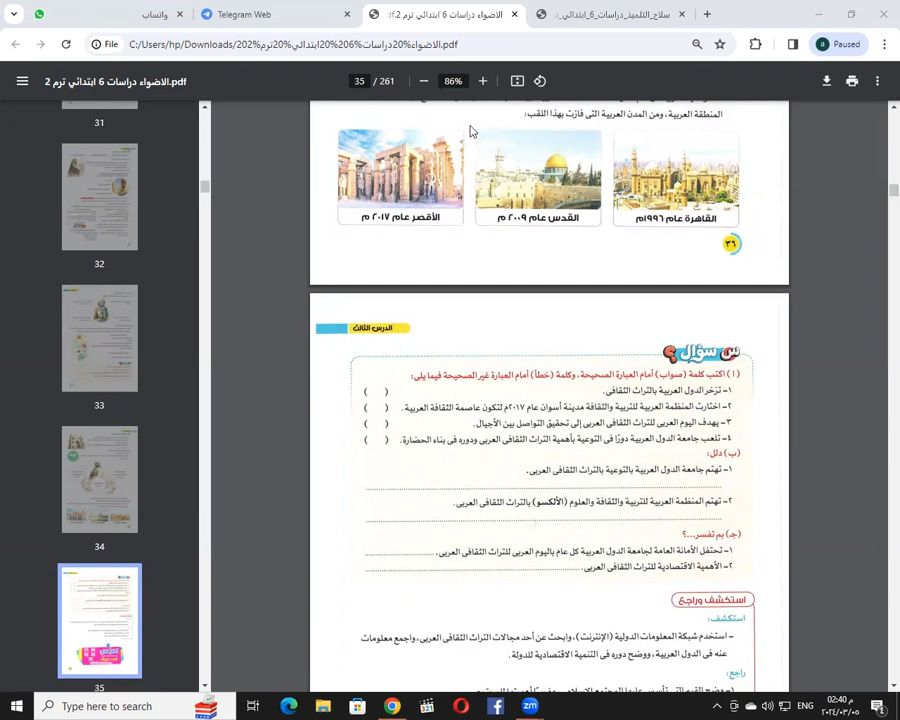 واتساب
Telegram Web
الاضواء دراسات 6 ابتدائي ترم 2.df
سلاح_التلميذ_دراسات_6_ابتدائي_ت
File
C:/Users/hp/Downloads/الاضواء%20دراسات%206%20ابتدائي%20ترم%202.pdf
Paused
الاضواء دراسات 6 ابتدائي ترم 2.pdf
35 / 261
86%
31
32
33
34
35
المنطقة العربية، ومن المدن العربية التى فازت بهذا اللقب:
القاهرة عام ١٩٩٦م
القدس عام ٢٠٠٩ م
الأقصر عام ٢٠١٧ م
٣٦
الدرس الثالث
س سؤال ؟
(أ) اكتب كلمة (صواب) أمام العبارة الصحيحة، وكلمة (خطأ) أمام العبارة غير الصحيحة فيما يلى:
١- تزخر الدول العربية بالتراث الثقافى. ( )
٢- اختارت المنظمة العربية للتربية والثقافة مدينة أسوان عام ٢٠١٧م لتكون عاصمة الثقافة العربية. ( )
٣- يهدف اليوم العربى للتراث الثقافى العربى إلى تحقيق التواصل بين الأجيال. ( )
٤- تلعب جامعة الدول العربية دورًا فى التوعية بأهمية التراث الثقافى العربى ودوره فى بناء الحضارة. ( )
(ب) دلل:
١- تهتم جامعة الدول العربية بالتوعية بالتراث الثقافى العربى.
٢- تهتم المنظمة العربية للتربية والثقافة والعلوم (الألكسو) بالتراث الثقافى العربى.
(جـ) بم تفسر...؟
١- تحتفل الأمانة العامة لجامعة الدول العربية كل عام باليوم العربى للتراث الثقافى العربى.
٢- الأهمية الاقتصادية للتراث الثقافى العربى.
استكشف وراجع
استكشف:
- استخدم شبكة المعلومات الدولية (الإنترنت)، وابحث عن أحد مجالات التراث الثقافى العربى، واجمع معلومات
عنه فى الدول العربية، ووضح دوره فى التنمية الاقتصادية للدولة.
راجع:
Type here to search
ENG
02:40 م
٢٠٢٤/٠٣/٠٥